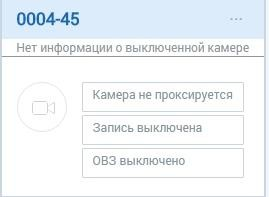 0004-45
...
Нет информации о выключенной камере
Камера не проксируется
Запись выключена
ОВЗ выключено